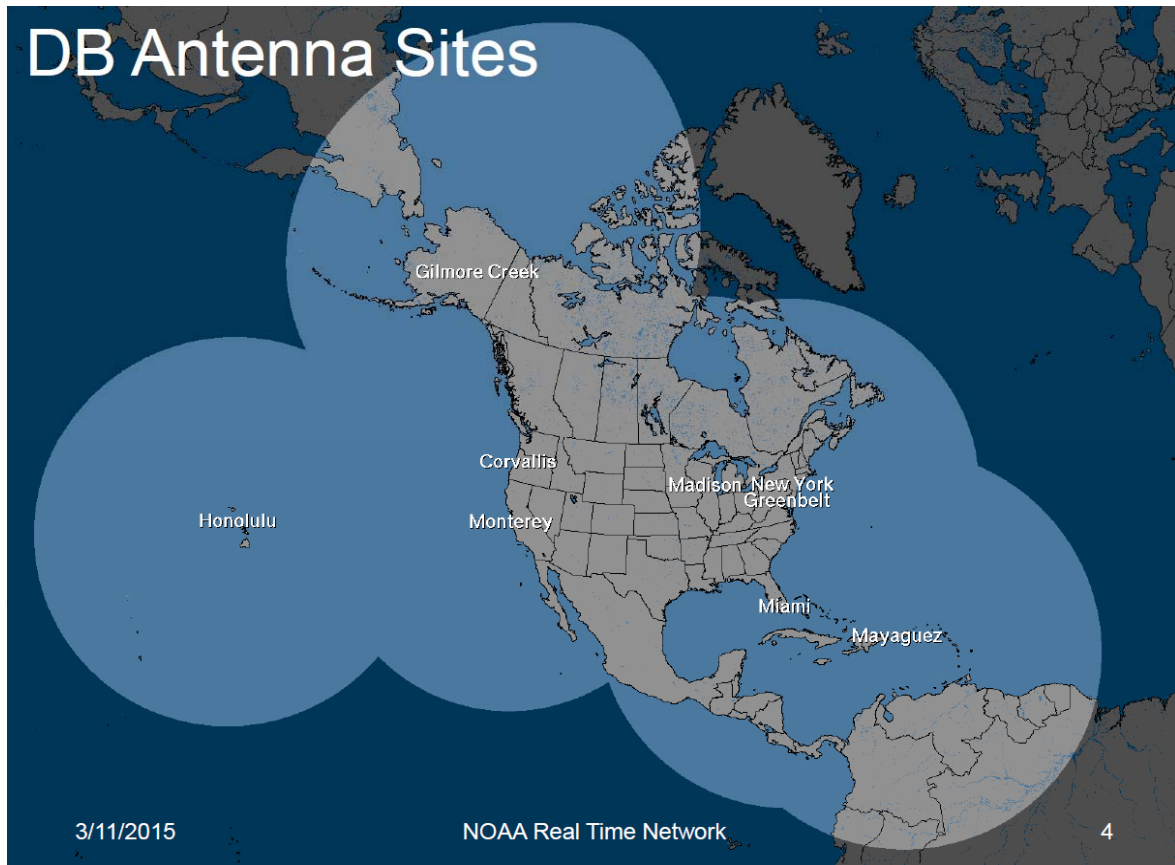 DB Antenna Sites
Gilmore Creek
Corvallis
Madison New York
Greenbelt
Honolulu
Monterey
Miami
Mayaguez
3/11/2015
NOAA Real Time Network
4